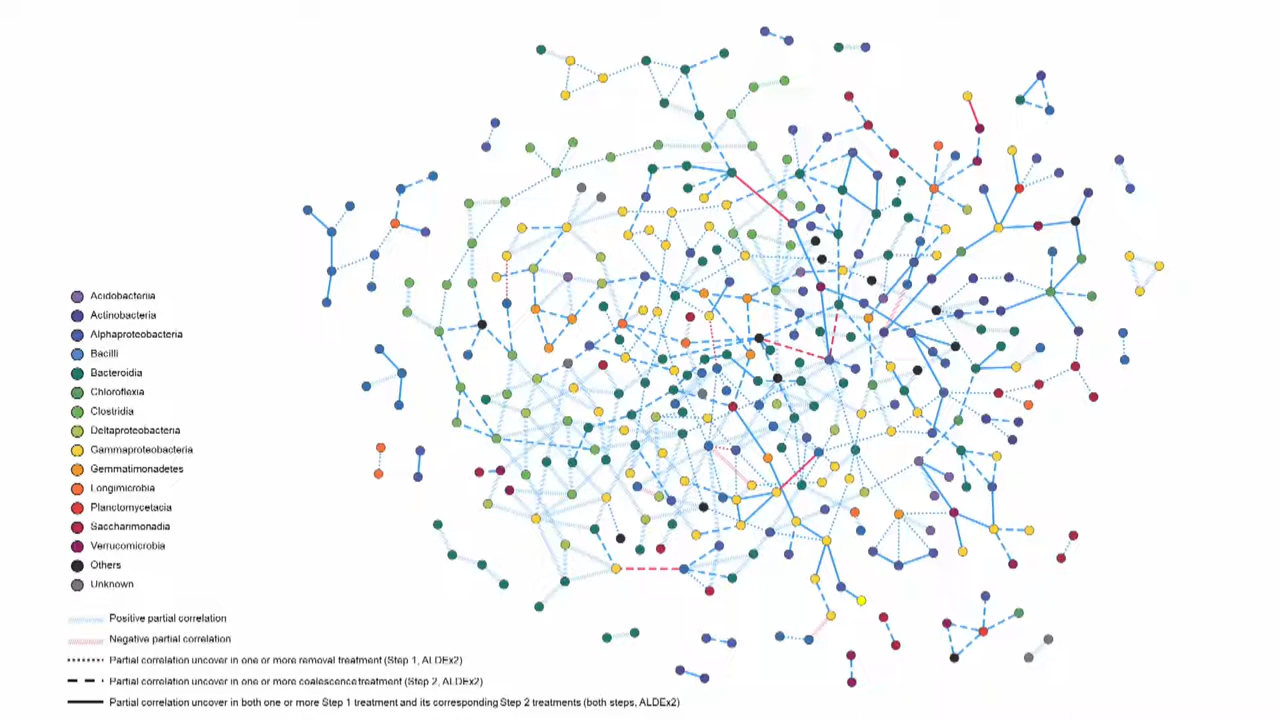 Acidobacteriia
Actinobacteria
Alphaproteobacteria
Bacilli
Bacteroidia
Chloroflexia
Clostridia
Deltaproteobacteria
Gammaproteobacteria
Gemmatimonadetes
Longimicrobia
Planctomycetacia
Saccharimonadia
Verrucomicrobia
Others
Unknown
Positive partial correlation
Negative partial correlation
Partial correlation uncover in one or more removal treatment (Step 1, ALDEx2)
Partial correlation uncover in one or more coalescence treatment (Step 2, ALDEx2)
Partial correlation uncover in both one or more Step 1 treatment and its corresponding Step 2 treatments (both steps, ALDEx2)